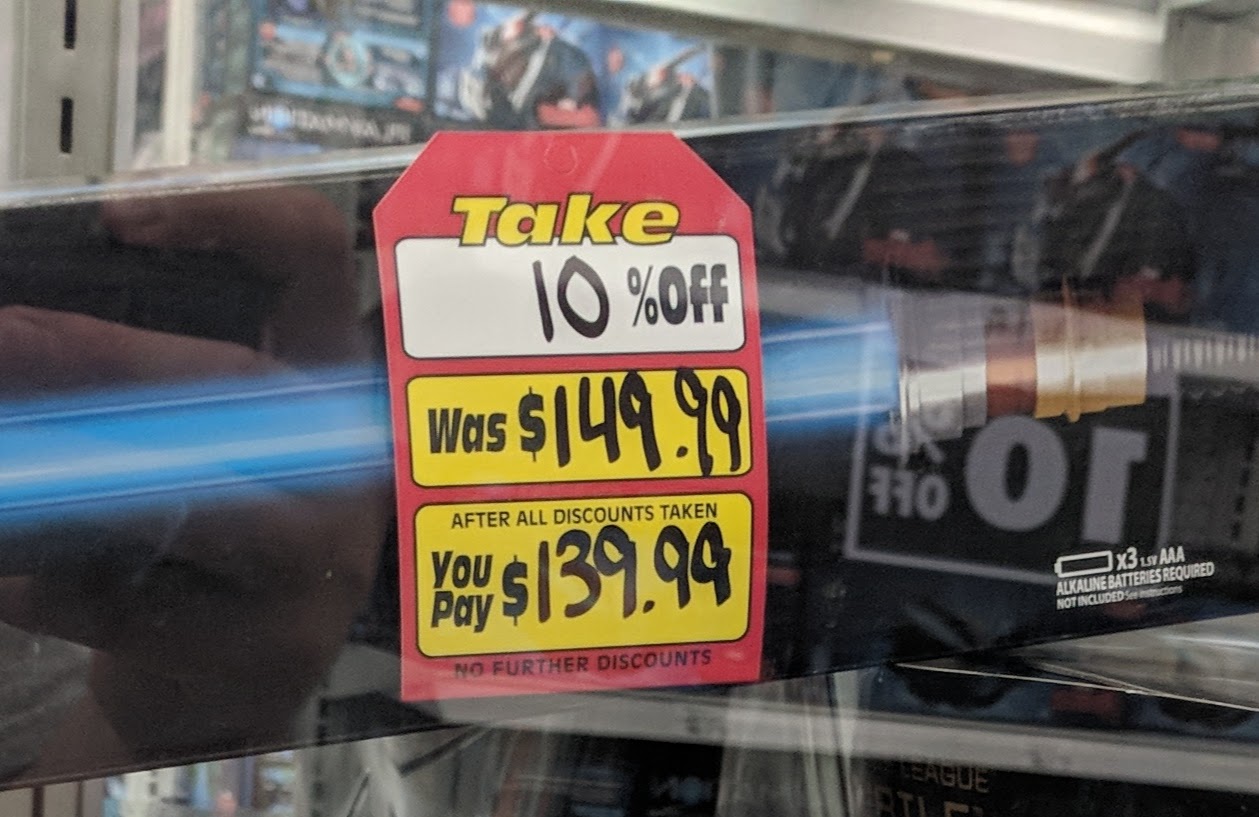 Take
10 %Off
Was $149.99
AFTER ALL DISCOUNTS TAKEN
You
Pay $139.99
NO FURTHER DISCOUNTS
10 %
OFF
x3 1.5V AAA
ALKALINE BATTERIES REQUIRED
NOT INCLUDED See instructions
LEAGUE